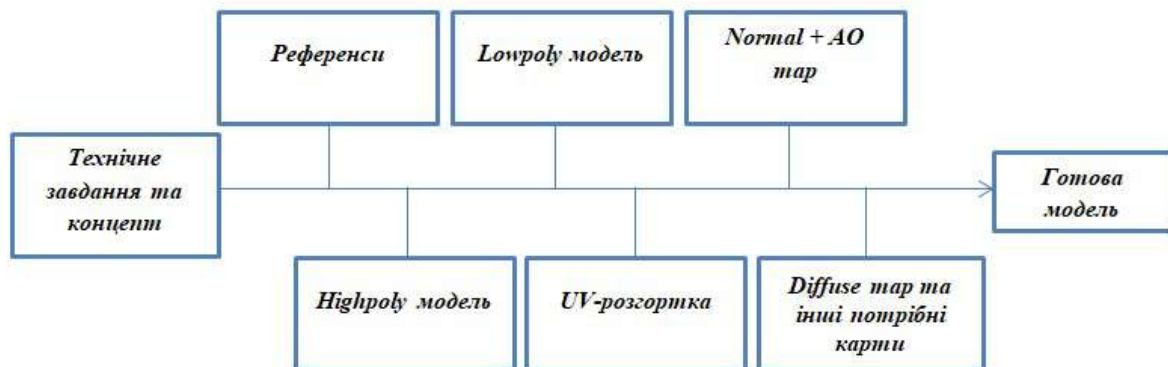 Референси
Lowpoly модель
Normal + AO
map
Технічне
завдання та
концепт
Готова
модель
Highpoly модель
UV-розгортка
Diffuse map та
інші потрібні
карти